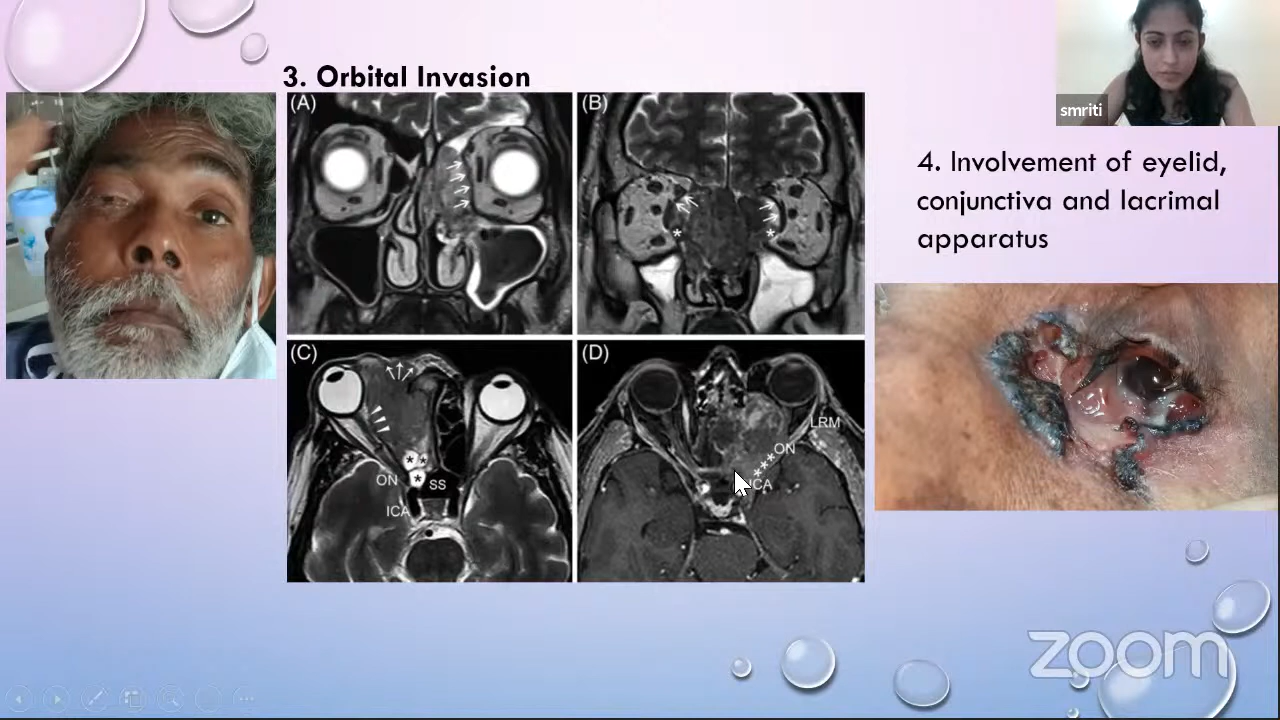 3. Orbital Invasion
smriti
4. Involvement of eyelid,
conjunctiva and lacrimal
apparatus
(A)
(B)
(C)
ON
SS
ICA
(D)
LRM
ON
ICA
zoom